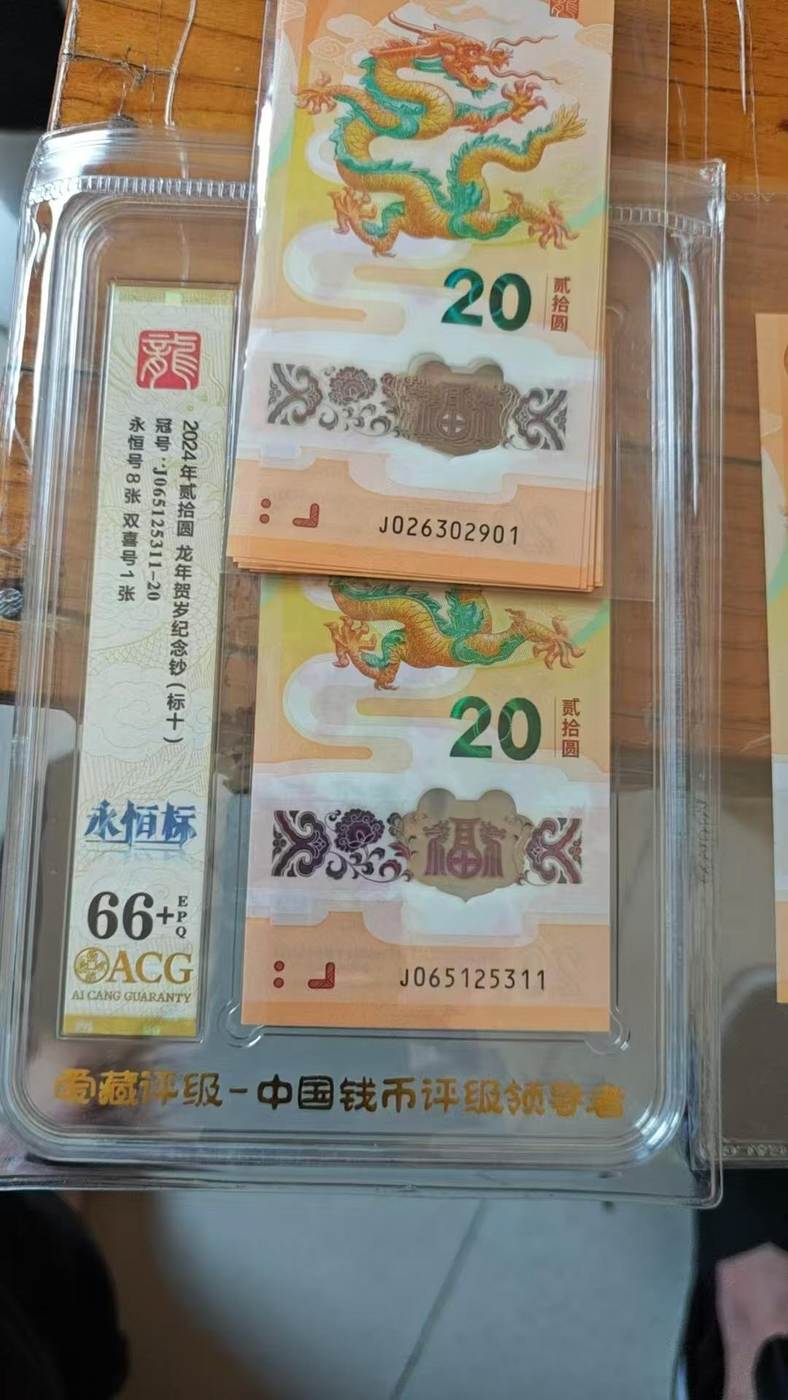 龍
20
贰拾圆
福
J026302901
龍
2024年贰拾圆 龙年贺岁纪念钞(标十)
冠号:J065125311-20
永恒号8张 双喜号1张
永恒标
66+
EPQ
ACG
AI CANG GUARANTY
20
贰拾圆
福
J065125311
爱藏评级-中国钱币评级领导者